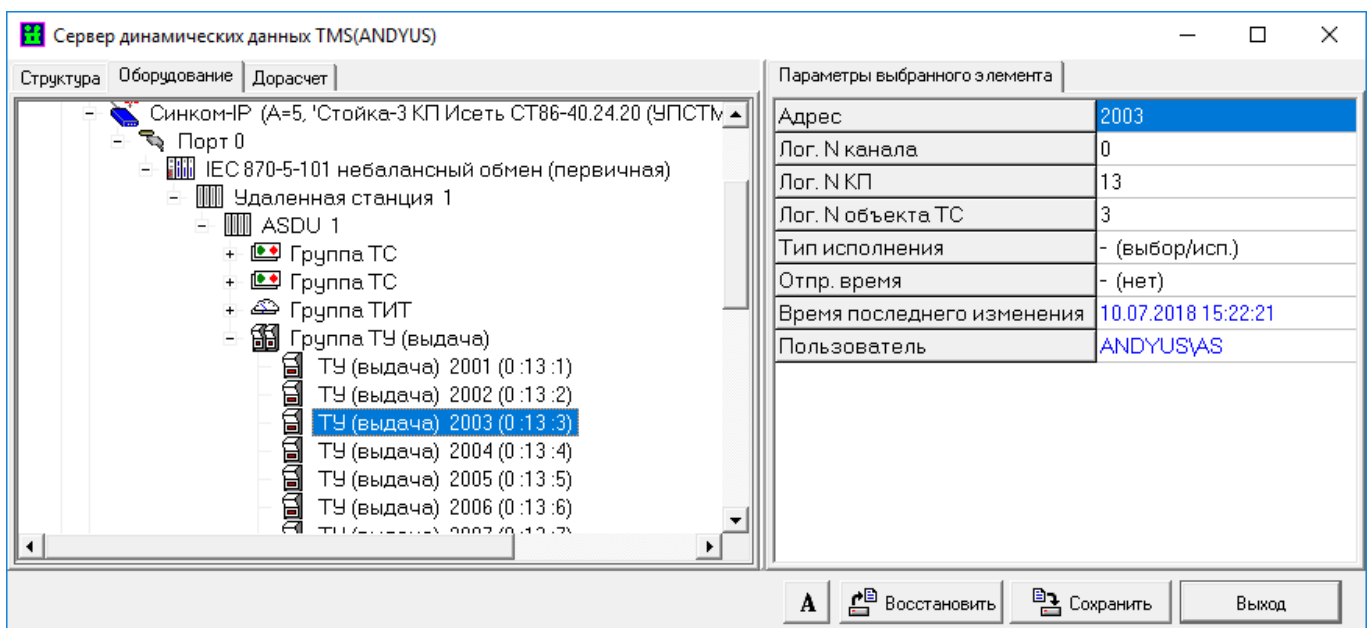 Сервер динамических данных TMS(ANDYUS)
Структура Оборудование Дорасчет
Параметры выбранного элемента
Синком-IP (A=5, 'Стойка-3 КП Исеть СТ86-40.24.20 (УПСТМ
Порт 0
IEC 870-5-101 небалансный обмен (первичная)
Удаленная станция 1
ASDU 1
Группа ТС
Группа ТС
Группа ТИТ
Группа ТУ (выдача)
ТУ (выдача) 2001 (0 :13 :1)
ТУ (выдача) 2002 (0 :13 :2)
ТУ (выдача) 2003 (0 :13 :3)
ТУ (выдача) 2004 (0 :13 :4)
ТУ (выдача) 2005 (0 :13 :5)
ТУ (выдача) 2006 (0 :13 :6)
ТУ (выдача) 2007 (0 :13 :7)
Адрес 2003
Лог. N канала 0
Лог. N КП 13
Лог. N объекта ТС 3
Тип исполнения - (выбор/исп.)
Отпр. время - (нет)
Время последнего изменения 10.07.2018 15:22:21
Пользователь ANDYUS\AS
A Восстановить Сохранить Выход